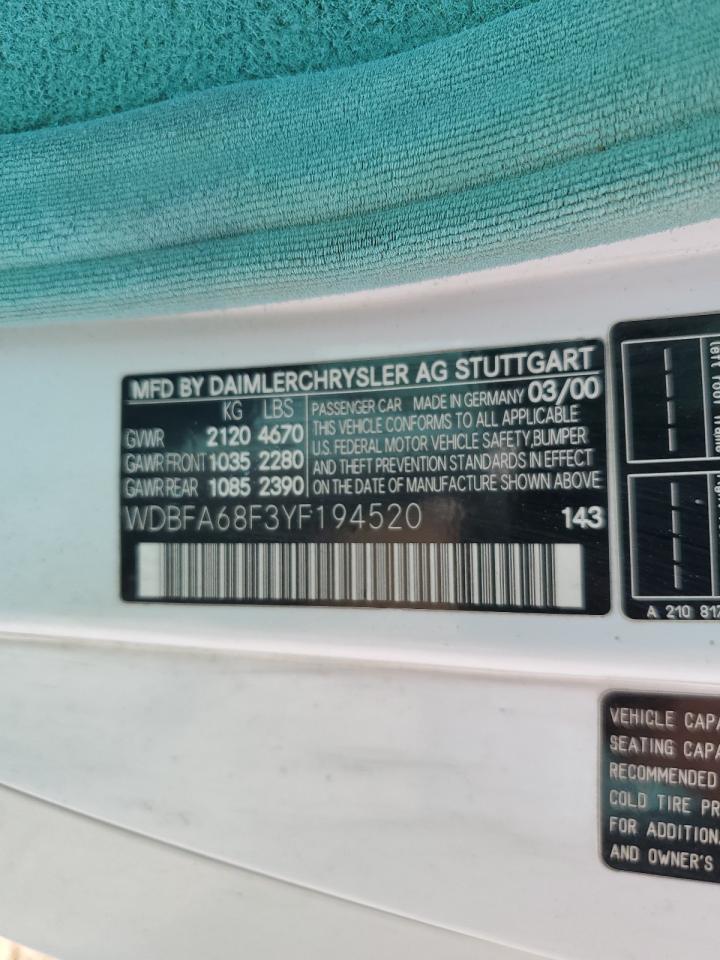 MFD BY DAIMLERCHRYSLER AG STUTTGART
KG LBS
GVWR 2120 4670
GAWR FRONT 1035 2280
GAWR REAR 1085 2390
PASSENGER CAR MADE IN GERMANY 03/00
THIS VEHICLE CONFORMS TO ALL APPLICABLE
U.S. FEDERAL MOTOR VEHICLE SAFETY, BUMPER
AND THEFT PREVENTION STANDARDS IN EFFECT
ON THE DATE OF MANUFACTURE SHOWN ABOVE
WDBFA68F3YF194520 143
A 210 817
VEHICLE CAPA
SEATING CAPA
RECOMMENDED
COLD TIRE PR
FOR ADDITION
AND OWNER'S